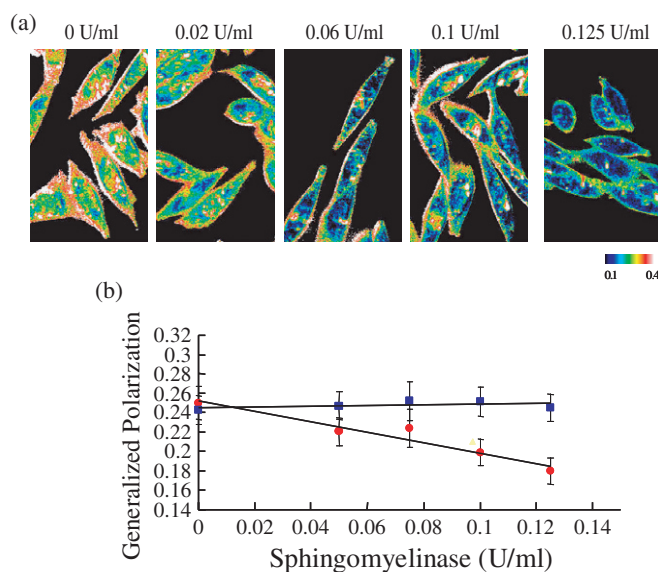 (a)
0 U/ml 0.02 U/ml 0.06 U/ml 0.1 U/ml 0.125 U/ml
0.1 0.4
(b)
Generalized Polarization
0.32
0.3
0.28
0.26
0.24
0.22
0.2
0.18
0.16
0.14
0 0.02 0.04 0.06 0.08 0.1 0.12 0.14
Sphingomyelinase (U/ml)